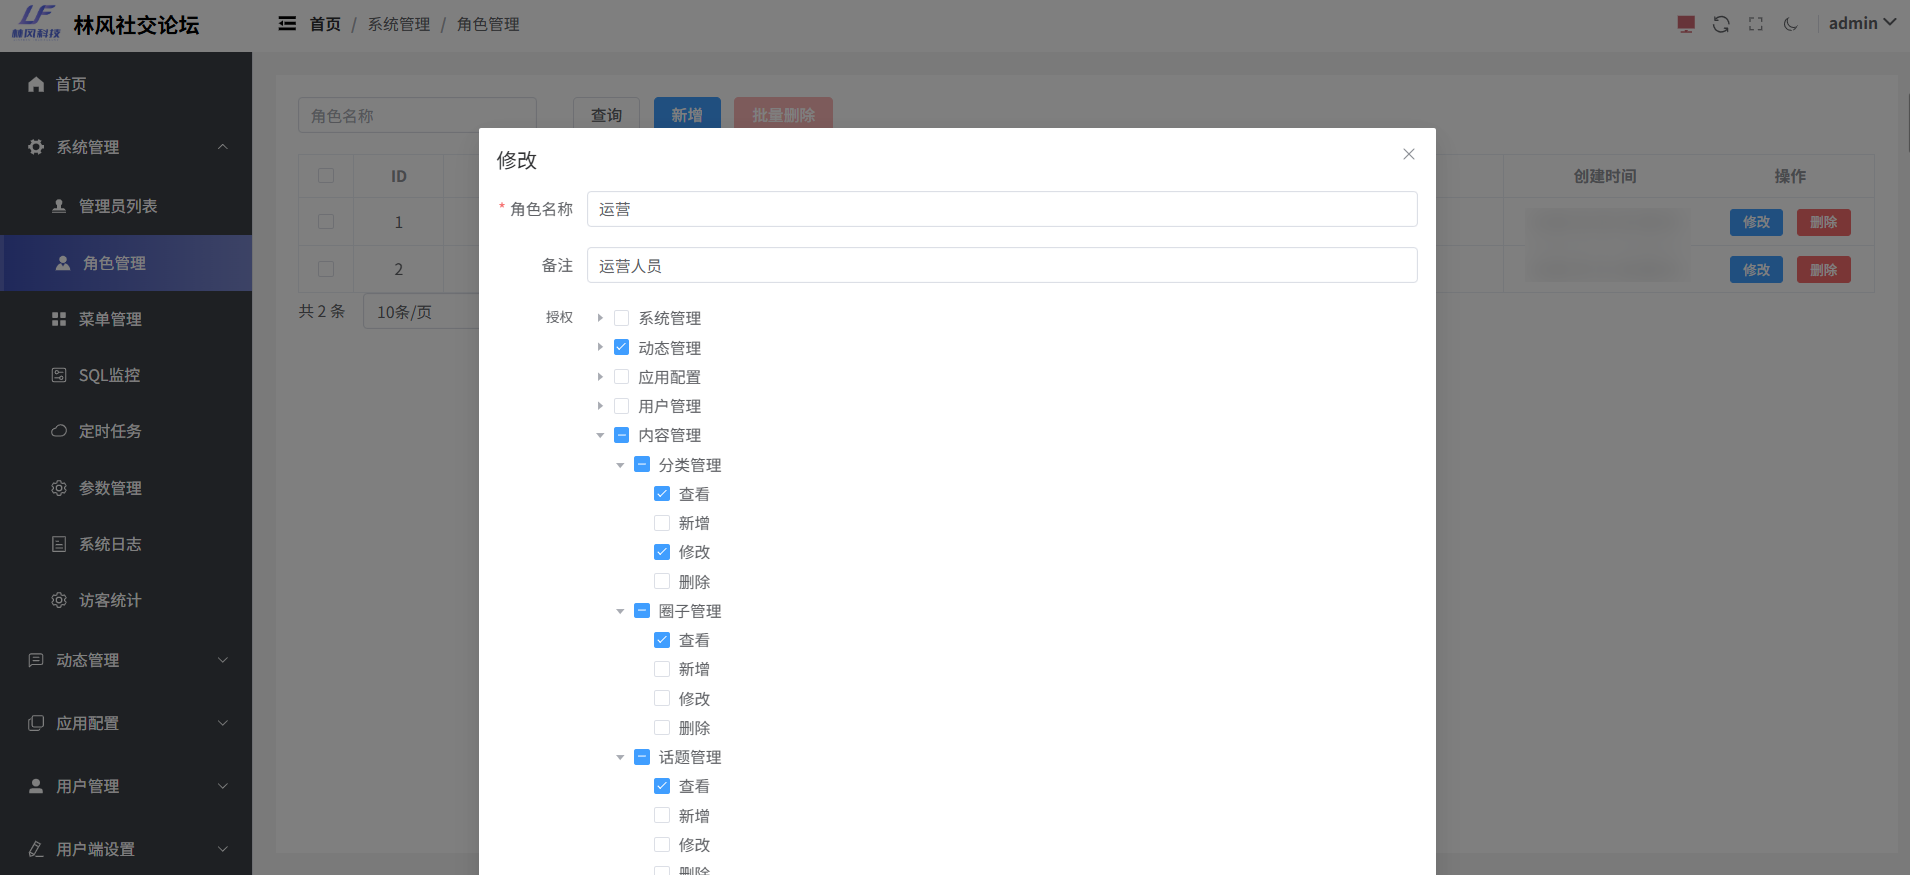 LF
林风科技
林风社交论坛
首页 / 系统管理 / 角色管理
admin
首页
系统管理
管理员列表
角色管理
菜单管理
SQL监控
定时任务
参数管理
系统日志
访客统计
动态管理
应用配置
用户管理
用户端设置
角色名称
查询
新增
批量删除
ID
创建时间
操作
1
修改
删除
2
修改
删除
共 2 条
10条/页
修改
* 角色名称
运营
备注
运营人员
授权
系统管理
动态管理
应用配置
用户管理
内容管理
分类管理
查看
新增
修改
删除
圈子管理
查看
新增
修改
删除
话题管理
查看
新增
修改
删除